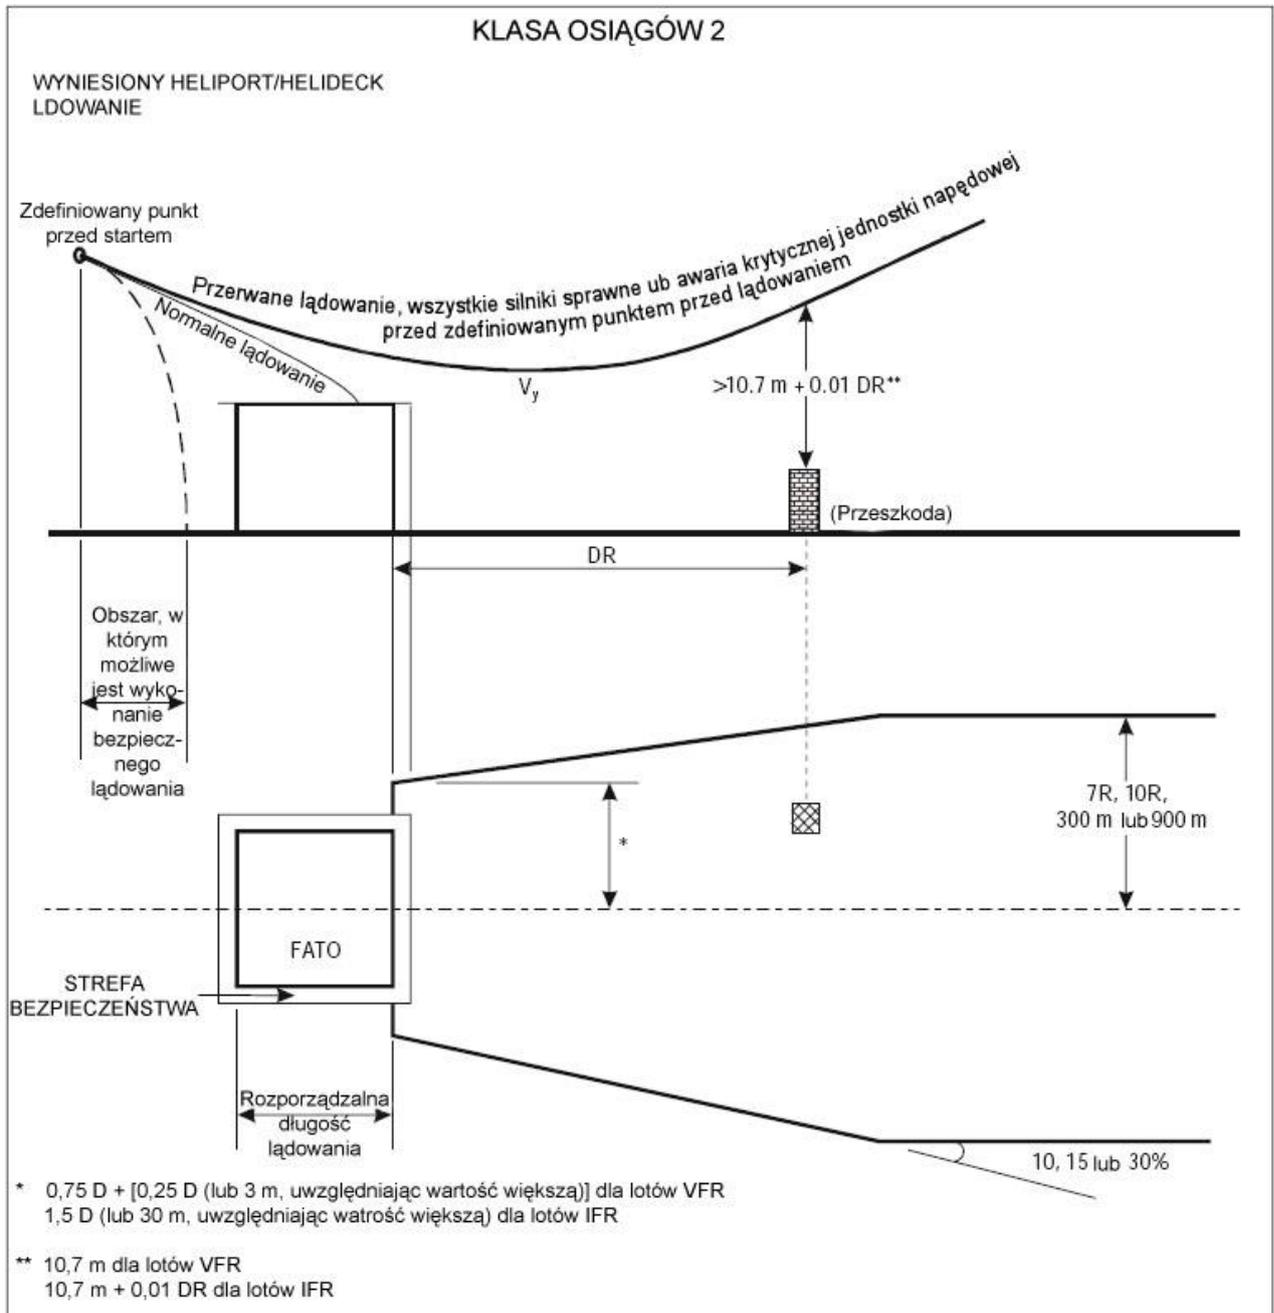 KLASA OSIĄGÓW 2
WYNIESIONY HELIPORT/HELIDECK
LDOWANIE
Zdefiniowany punkt
przed startem
Przerwane lądowanie, wszystkie silniki sprawne ub awaria krytycznej jednostki napędowej
przed zdefiniowanym punktem przed lądowaniem
Normalne lądowanie
Vy
>10.7 m + 0.01 DR**
(Przeszkoda)
DR
Obszar, w
którym
możliwe
jest wyko-
nanie
bezpiecz-
nego
lądowania
7R, 10R,
300 m lub 900 m
*
FATO
STREFA
BEZPIECZEŃSTWA
Rozporządzalna
długość
lądowania
10, 15 lub 30%
* 0,75 D + [0,25 D (lub 3 m, uwzględniając wartość większą)] dla lotów VFR
1,5 D (lub 30 m, uwzględniając watrość większą) dla lotów IFR
** 10,7 m dla lotów VFR
10,7 m + 0,01 DR dla lotów IFR